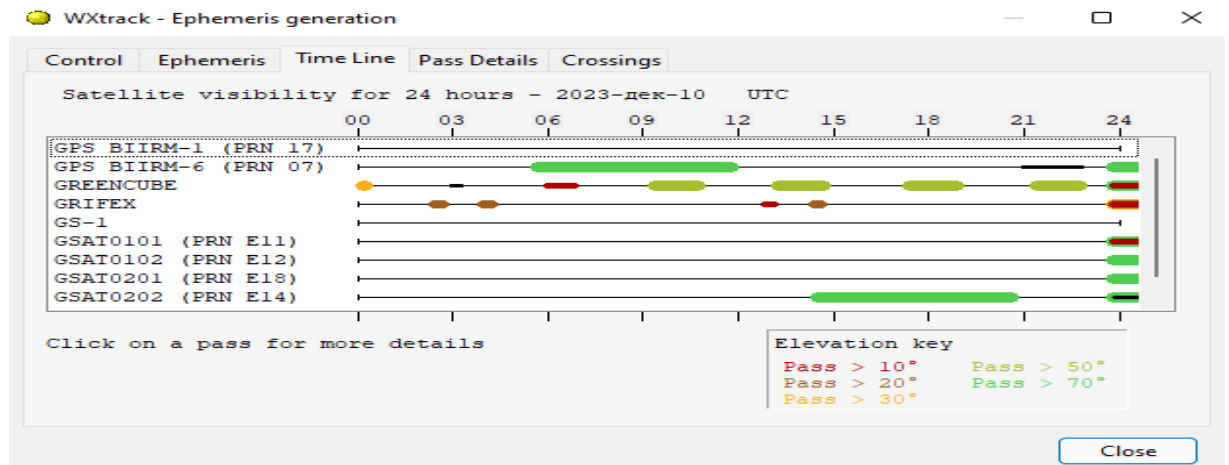 WXtrack - Ephemeris generation
Control Ephemeris Time Line Pass Details Crossings
Satellite visibility for 24 hours - 2023-дек-10 UTC
00 03 06 09 12 15 18 21 24
GPS BIIRM-1 (PRN 17)
GPS BIIRM-6 (PRN 07)
GREENCUBE
GRIFEX
GS-1
GSAT0101 (PRN E11)
GSAT0102 (PRN E12)
GSAT0201 (PRN E18)
GSAT0202 (PRN E14)
Click on a pass for more details
Elevation key
Pass > 10° Pass > 50°
Pass > 20° Pass > 70°
Pass > 30°
Close